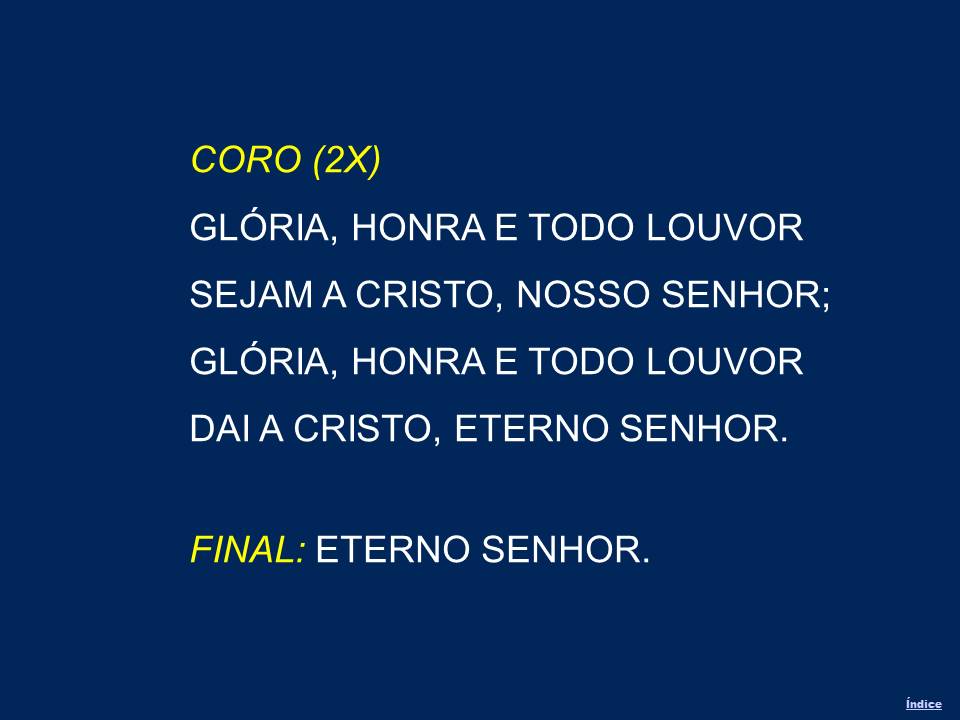 CORO (2X)
GLÓRIA, HONRA E TODO LOUVOR
SEJAM A CRISTO, NOSSO SENHOR;
GLÓRIA, HONRA E TODO LOUVOR
DAI A CRISTO, ETERNO SENHOR.
FINAL: ETERNO SENHOR.
Índice